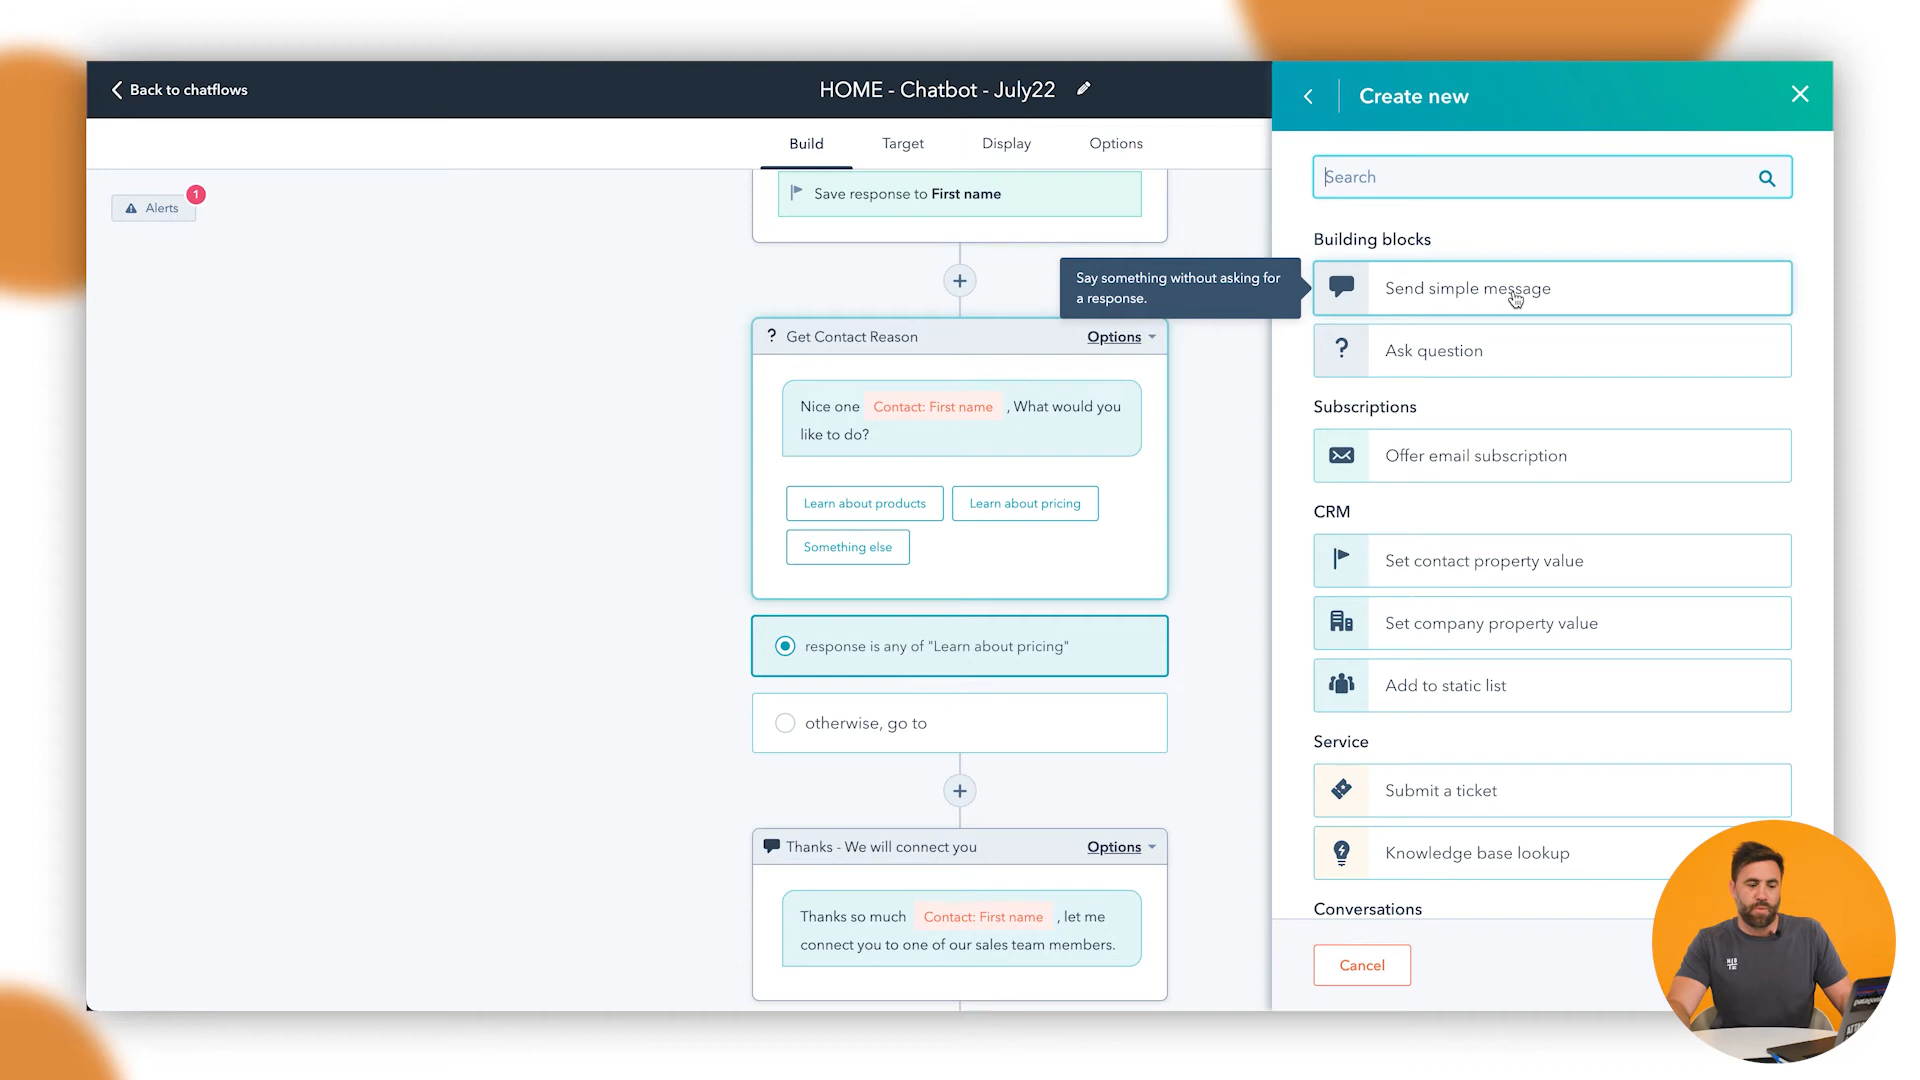 Back to chatflows
HOME - Chatbot - July22
Create new
Build
Target
Display
Options
Search
Alerts
1
Save response to First name
Building blocks
Say something without asking for
a response.
Send simple message
? Get Contact Reason
Options
? Ask question
Nice one Contact: First name , What would you
like to do?
Subscriptions
Offer email subscription
Learn about products
Learn about pricing
Something else
CRM
Set contact property value
Set company property value
response is any of "Learn about pricing"
Add to static list
otherwise, go to
Service
Submit a ticket
Thanks - We will connect you
Options
Knowledge base lookup
Thanks so much Contact: First name , let me
connect you to one of our sales team members.
Conversations
Cancel